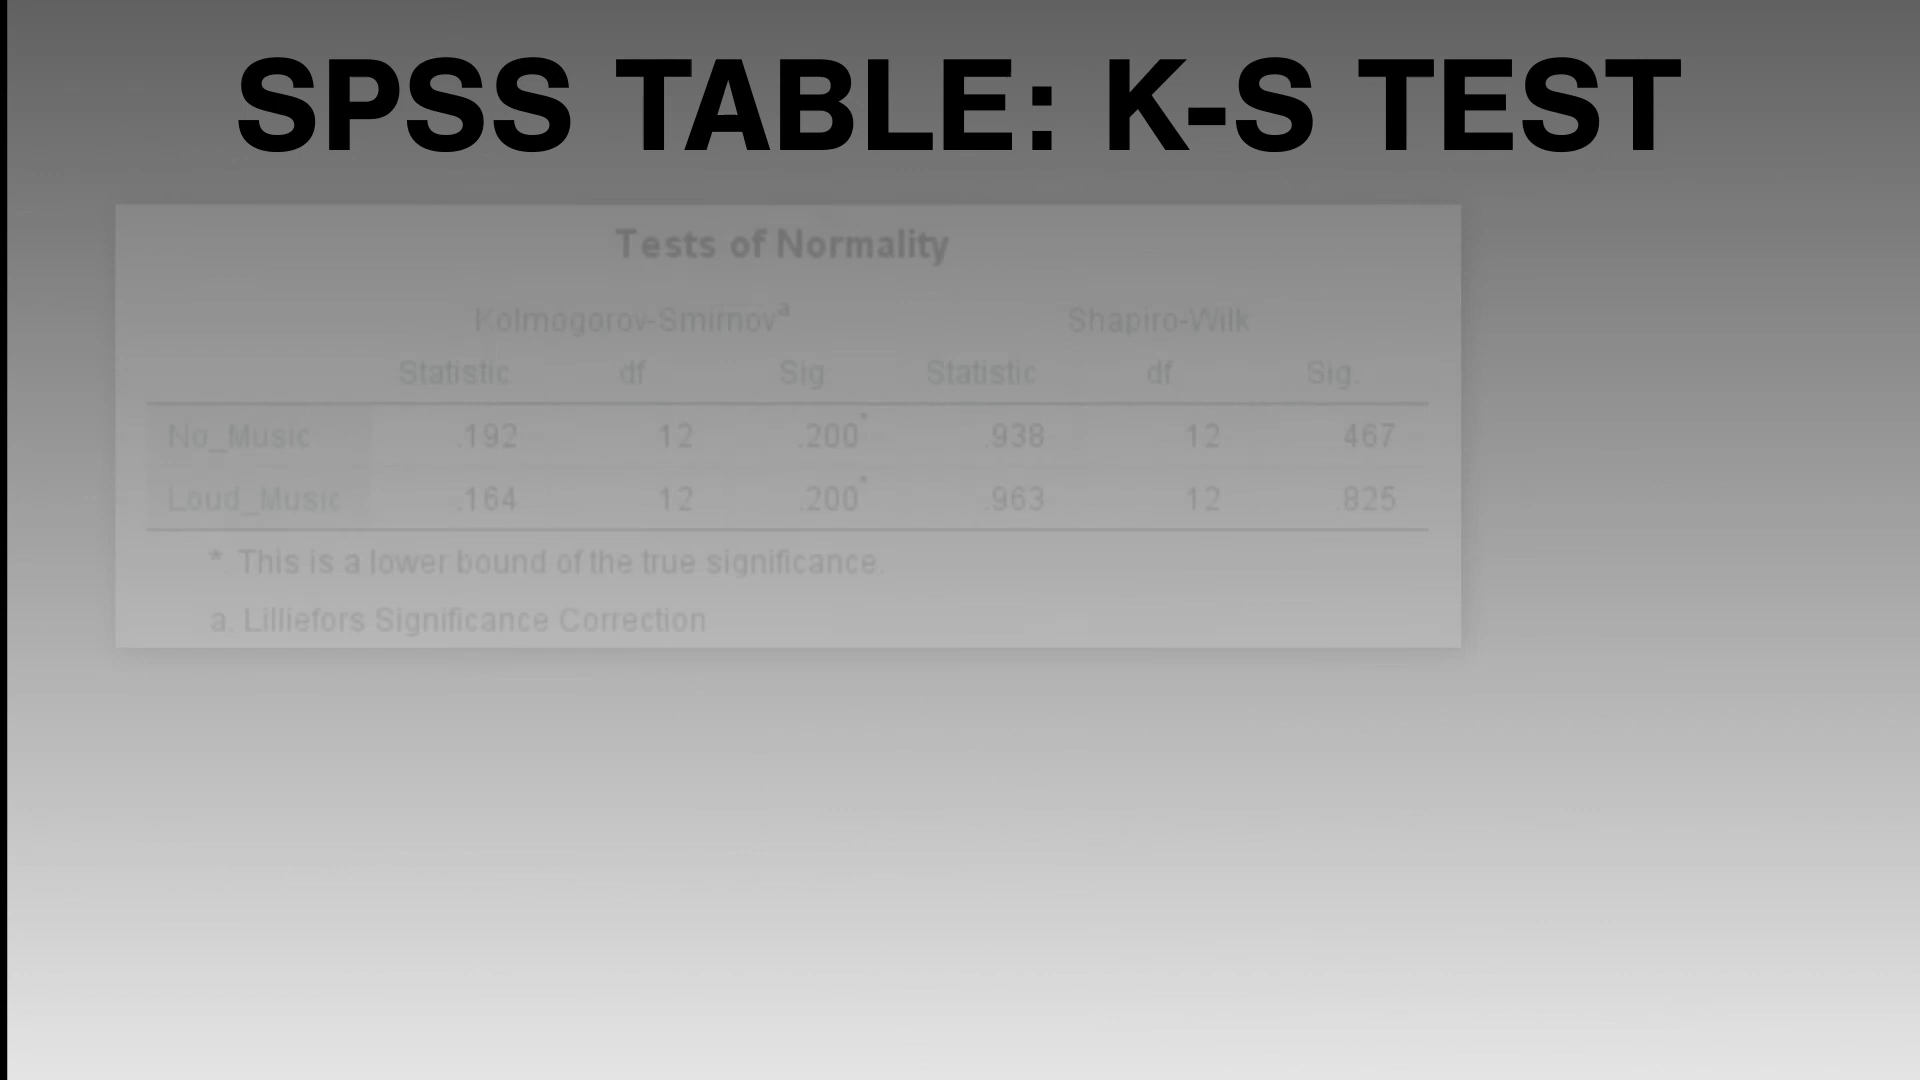 SPSS TABLE: K-S TEST
Tests of Normality
Kolmogorov-Smirnovᵃ Shapiro-Wilk
Statistic df Sig Statistic df Sig.
No_Music .192 12 .200* .938 12 467
Loud_Music .164 12 .200* .963 12 .825
*. This is a lower bound of the true significance.
a. Lilliefors Significance Correction